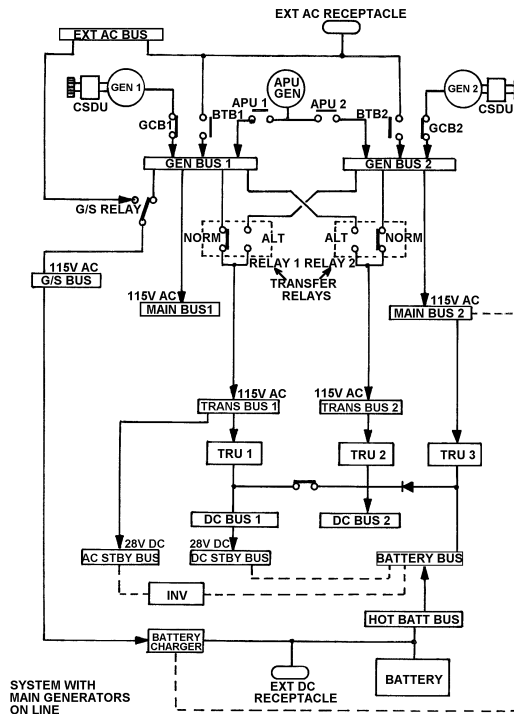 EXT AC RECEPTACLE
EXT AC BUS
GEN 1
CSDU
GCB1
BTB1
APU 1
APU
GEN
APU 2
BTB2
GCB2
GEN 2
CSDU
GEN BUS 1
GEN BUS 2
G/S RELAY
NORM
ALT
ALT
NORM
RELAY 1
RELAY 2
TRANSFER
RELAYS
115V AC
G/S BUS
115V AC
MAIN BUS1
115V AC
MAIN BUS 2
115V AC
TRANS BUS 1
115V AC
TRANS BUS 2
TRU 1
TRU 2
TRU 3
DC BUS 1
DC BUS 2
28V DC
AC STBY BUS
28V DC
DC STBY BUS
BATTERY BUS
INV
HOT BATT BUS
BATTERY
CHARGER
EXT DC
RECEPTACLE
BATTERY
SYSTEM WITH
MAIN GENERATORS
ON LINE